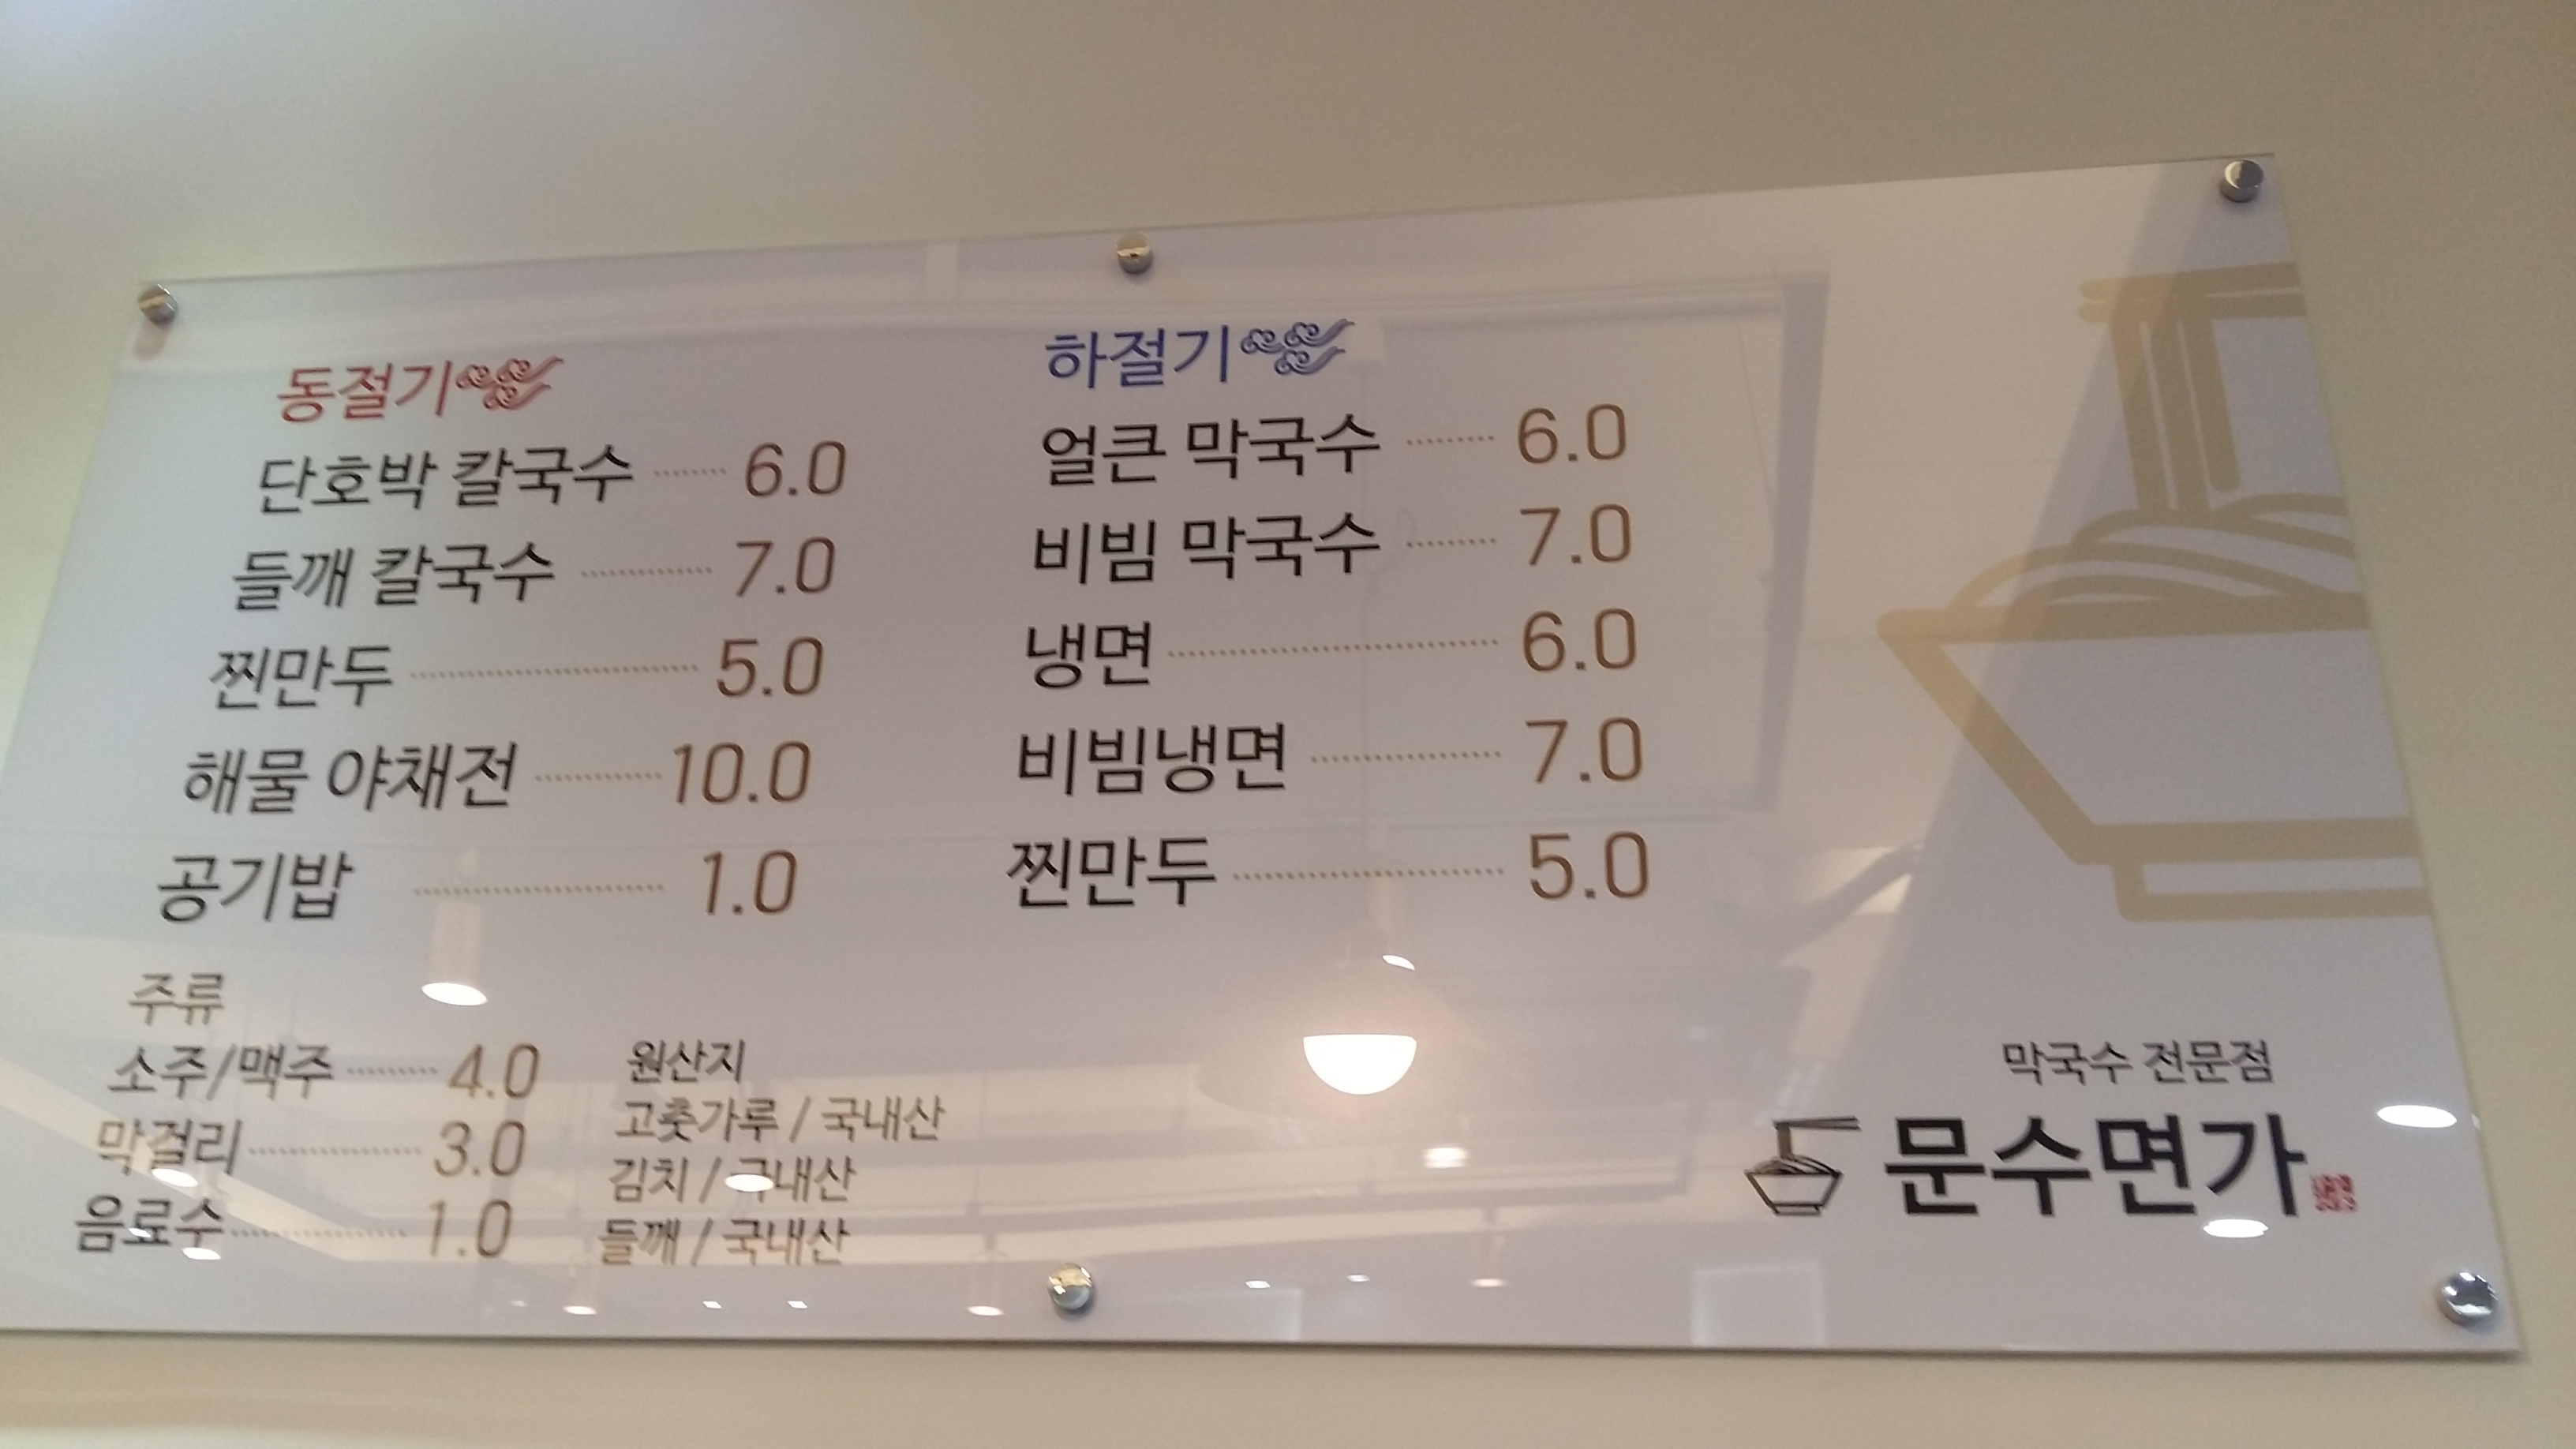 동절기
단호박 칼국수 6.0
들깨 칼국수 7.0
찐만두 5.0
해물 야채전 10.0
공기밥 1.0
하절기
얼큰 막국수 6.0
비빔 막국수 7.0
냉면 6.0
비빔냉면 7.0
찐만두 5.0
주류
소주/맥주 4.0
막걸리 3.0
음료수 1.0
원산지
고춧가루 / 국내산
김치 / 국내산
들깨 / 국내산
막국수 전문점
문수면가